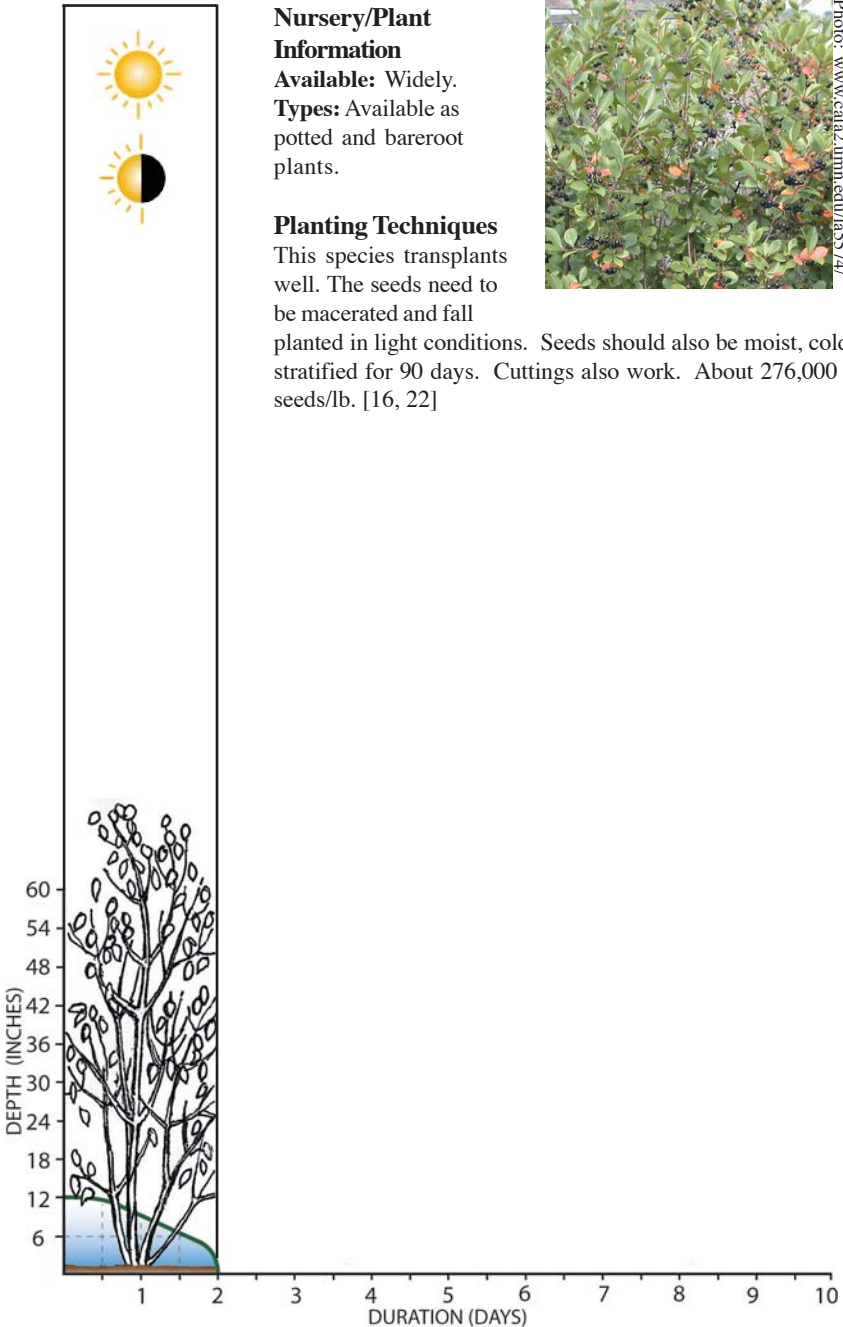 Nursery/Plant
Information
Available: Widely.
Types: Available as
potted and bareroot
plants.
Planting Techniques
This species transplants
well. The seeds need to
be macerated and fall
planted in light conditions. Seeds should also be moist, cold
stratified for 90 days. Cuttings also work. About 276,000
seeds/lb. [16, 22]
Photo:
60
54
48
42
36
30
24
18
12
6
DEPTH (INCHES)
1 2 3 4 5 6 7 8 9 10
DURATION (DAYS)